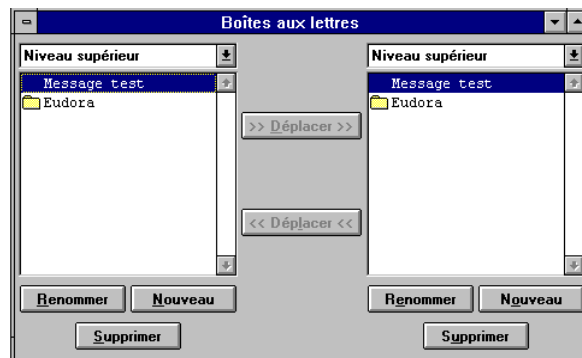 Boîtes aux lettres
Niveau supérieur
Message test
Eudora
Renommer Nouveau
Supprimer
>> Déplacer >>
<< Déplacer <<
Niveau supérieur
Message test
Eudora
Renommer Nouveau
Supprimer